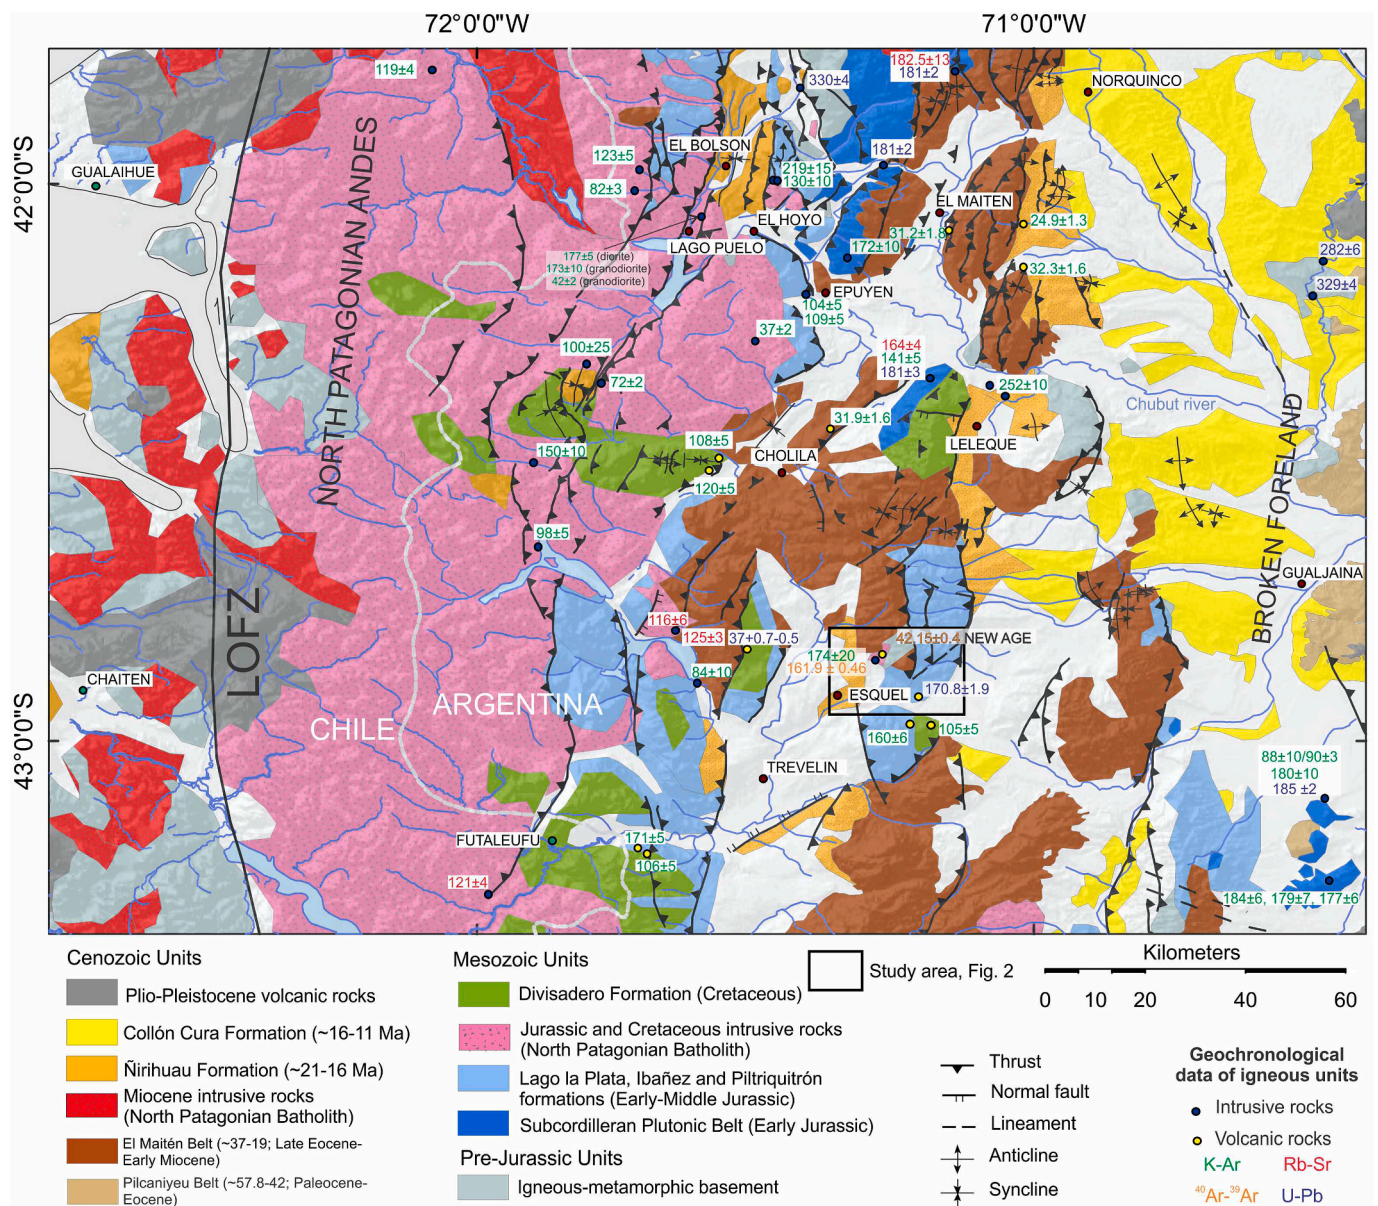 72°0'0"W
71°0'0"W
42°0'0"S
43°0'0"S
119±4
182.5±13
181±2
330±4
NORQUINCO
GUALAIHUE
NORTH PATAGONIAN ANDES
123±5
82±3
EL BOLSON
219±15
130±10
181±2
EL MAITEN
24.9±1.3
31.2±1.8
EL HOYO
LAGO PUELO
172±10
282±6
329±4
177±5 (diorite)
173±10 (granodiorite)
42±2 (granodiorite)
32.3±1.6
EPUYEN
104±5
109±5
37±2
100±25
72±2
164±4
141±5
181±3
252±10
Chubut river
31.9±1.6
LELEQUE
108±5
CHOLILA
120±5
150±10
98±5
BROKEN FORELAND
GUALJAINA
LOFZ
116±6
125±3
37+0.7-0.5
42.15±0.4 NEW AGE
174±20
161.9 ± 0.46
84±10
ESQUEL
170.8±1.9
CHAITEN
ARGENTINA
CHILE
160±6
105±5
TREVELIN
88±10/90±3
180±10
185 ±2
FUTALEUFU
171±5
106±5
121±4
184±6, 179±7, 177±6
Cenozoic Units
Plio-Pleistocene volcanic rocks
Collón Cura Formation (~16-11 Ma)
Ñirihuau Formation (~21-16 Ma)
Miocene intrusive rocks
(North Patagonian Batholith)
El Maitén Belt (~37-19; Late Eocene-
Early Miocene)
Pilcaniyeu Belt (~57.8-42; Paleocene-
Eocene)
Mesozoic Units
Divisadero Formation (Cretaceous)
Jurassic and Cretaceous intrusive rocks
(North Patagonian Batholith)
Lago la Plata, Ibañez and Piltriquitrón
formations (Early-Middle Jurassic)
Subcordilleran Plutonic Belt (Early Jurassic)
Pre-Jurassic Units
Igneous-metamorphic basement
Study area, Fig. 2
Kilometers
0 10 20 40 60
Thrust
Normal fault
Lineament
Anticline
Syncline
Geochronological
data of igneous units
Intrusive rocks
Volcanic rocks
K-Ar Rb-Sr
⁴⁰Ar-³⁹Ar U-Pb